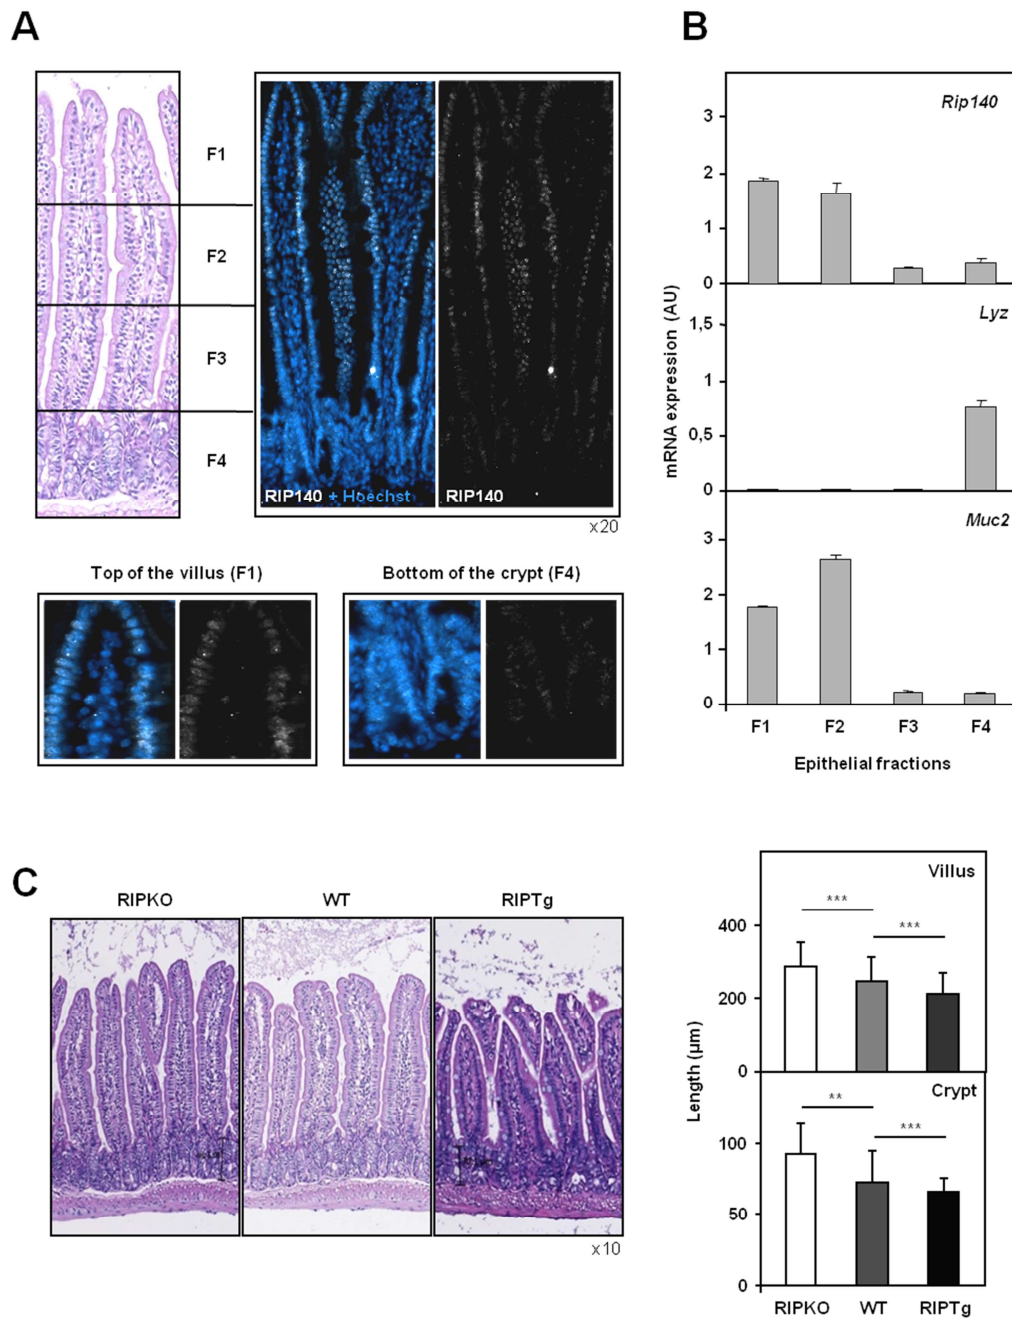 A
F1
F2
F3
F4
RIP140 + Hoechst
RIP140
x20
Top of the villus (F1)
Bottom of the crypt (F4)
B
mRNA expression (AU)
Rip140
3
2
1
0
Lyz
1,5
1
0,5
0
Muc2
3
2
1
0
F1 F2 F3 F4
Epithelial fractions
C
RIPKO
WT
RIPTg
x10
Length (µm)
Villus
***
***
400
200
0
Crypt
**
***
100
50
0
RIPKO WT RIPTg